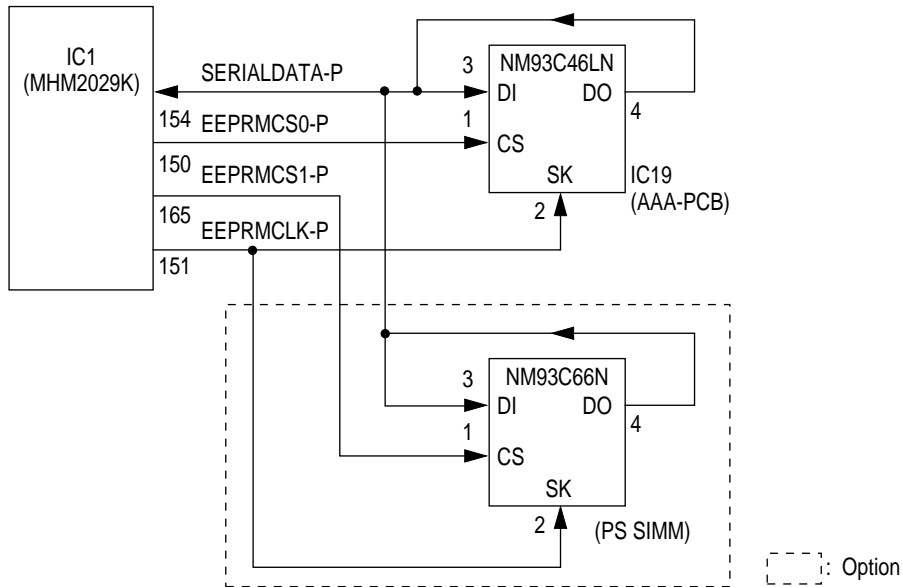 IC1
(MHM2029K)
SERIALDATA-P
154
EEPRMCS0-P
150
EEPRMCS1-P
165
EEPRMCLK-P
151
NM93C46LN
3
DI
DO
4
1
CS
SK
2
IC19
(AAA-PCB)
NM93C66N
3
DI
DO
4
1
CS
SK
2
(PS SIMM)
: Option